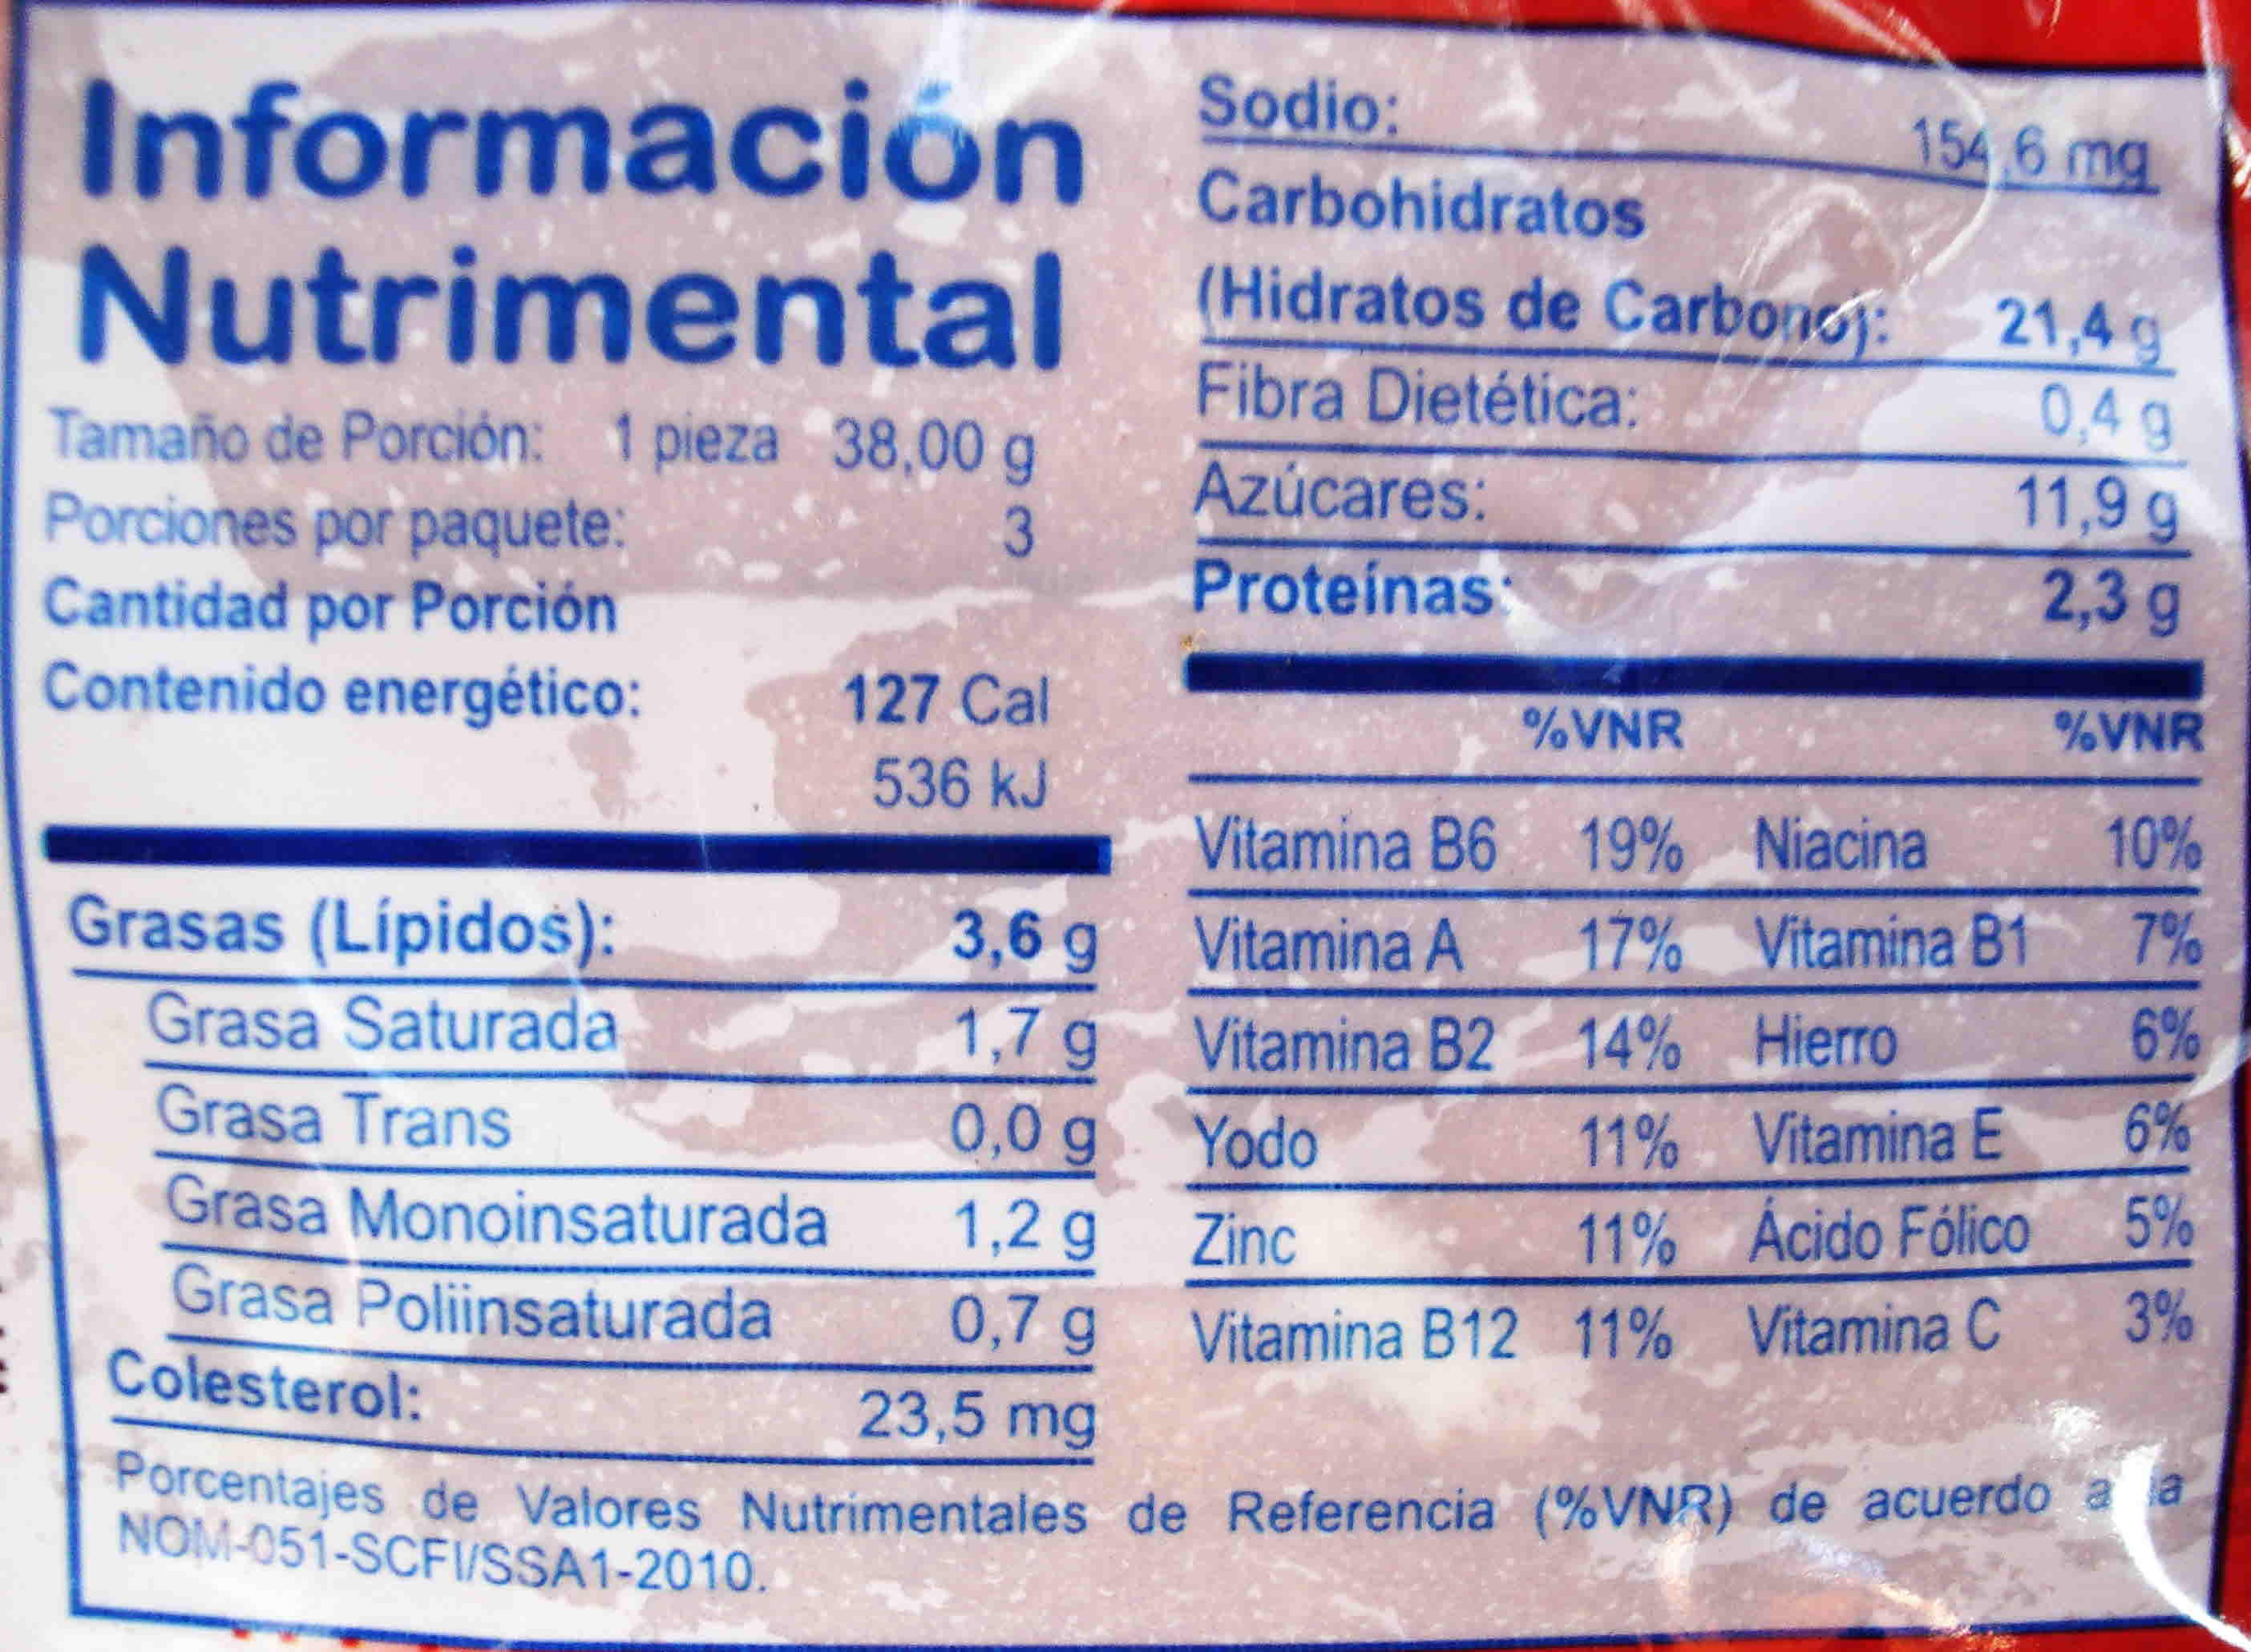 Información
Nutrimental
Tamaño de Porción: 1 pieza 38,00 g
Porciones por paquete: 3
Cantidad por Porción
Contenido energético: 127 Cal
536 kJ
Grasas (Lípidos): 3,6 g
Grasa Saturada 1,7 g
Grasa Trans 0,0 g
Grasa Monoinsaturada 1,2 g
Grasa Poliinsaturada 0,7 g
Colesterol: 23,5 mg
Sodio: 154,6 mg
Carbohidratos
(Hidratos de Carbono): 21,4 g
Fibra Dietética: 0,4 g
Azúcares: 11,9 g
Proteínas: 2,3 g
%VNR %VNR
Vitamina B6 19% Niacina 10%
Vitamina A 17% Vitamina B1 7%
Vitamina B2 14% Hierro 6%
Yodo 11% Vitamina E 6%
Zinc 11% Ácido Fólico 5%
Vitamina B12 11% Vitamina C 3%
Porcentajes de Valores Nutrimentales de Referencia (%VNR) de acuerdo a la
NOM-051-SCFI/SSA1-2010.